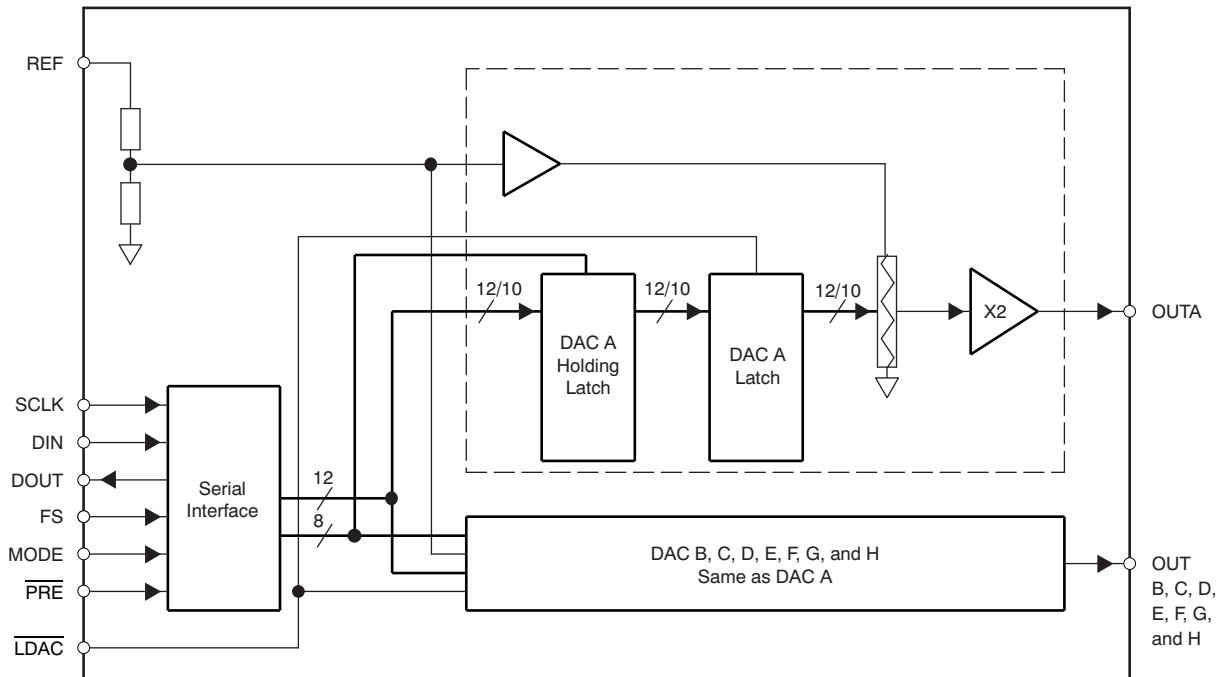 REF
12/10
12/10
12/10
DAC A
Holding
Latch
DAC A
Latch
X2
OUTA
SCLK
DIN
DOUT
FS
MODE
PRE
LDAC
Serial
Interface
12
8
DAC B, C, D, E, F, G, and H
Same as DAC A
OUT
B, C, D,
E, F, G,
and H